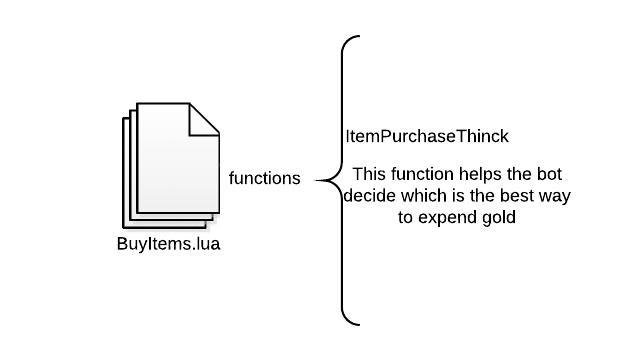 ItemPurchaseThinck
functions
This function helps the bot
decide which is the best way
to expend gold
BuyItems.lua